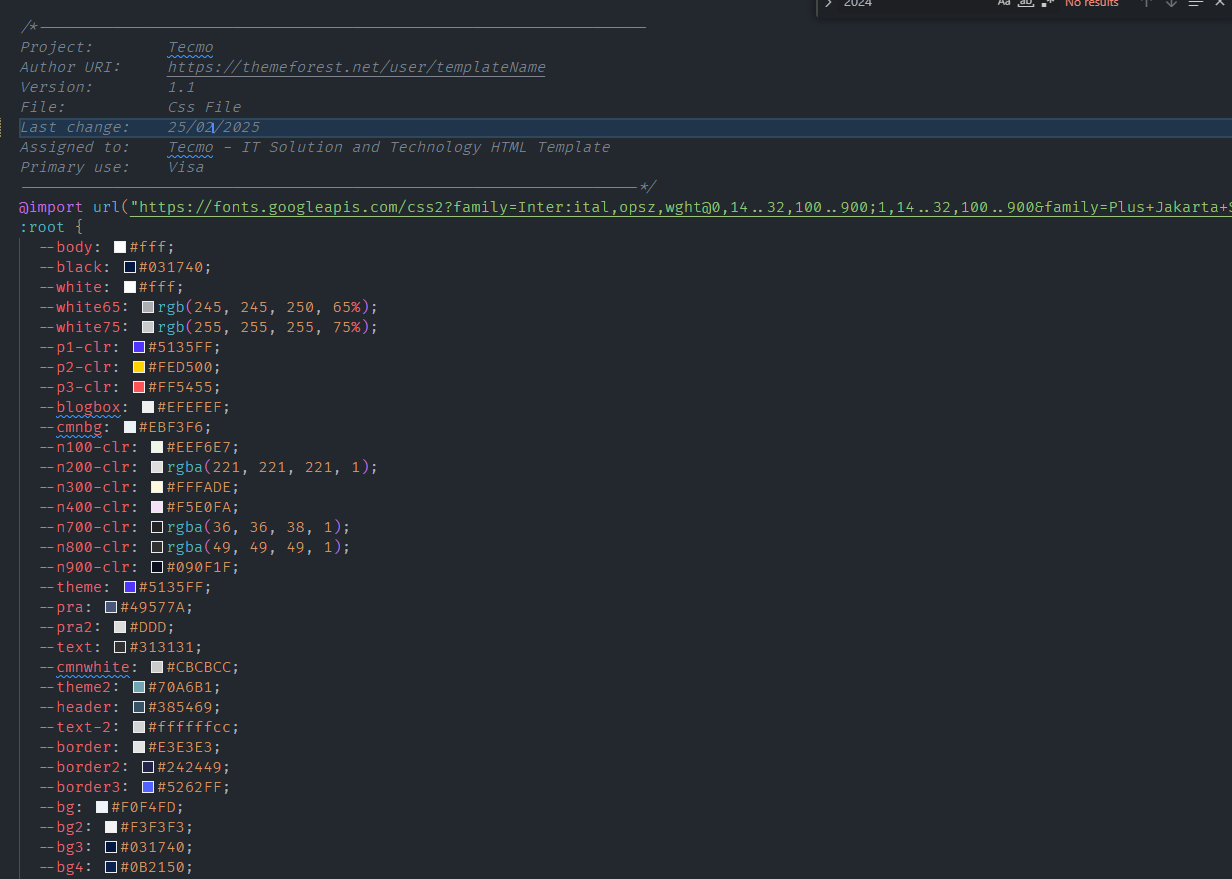 2024 Aa ab No results
/*
Project: Tecmo
Author URI: https://themeforest.net/user/templateName
Version: 1.1
File: Css File
Last change: 25/02/2025
Assigned to: Tecmo - IT Solution and Technology HTML Template
Primary use: Visa
*/
@import url("https://fonts.googleapis.com/css2?family=Inter:ital,opsz,wght@0,14..32,100..900;1,14..32,100..900&family=Plus+Jakarta+S
:root {
--body: #fff;
--black: #031740;
--white: #fff;
--white65: rgb(245, 245, 250, 65%);
--white75: rgb(255, 255, 255, 75%);
--p1-clr: #5135FF;
--p2-clr: #FED500;
--p3-clr: #FF5455;
--blogbox: #EFEFEF;
--cmnbg: #EBF3F6;
--n100-clr: #EEF6E7;
--n200-clr: rgba(221, 221, 221, 1);
--n300-clr: #FFFADE;
--n400-clr: #F5E0FA;
--n700-clr: rgba(36, 36, 38, 1);
--n800-clr: rgba(49, 49, 49, 1);
--n900-clr: #090F1F;
--theme: #5135FF;
--pra: #49577A;
--pra2: #DDD;
--text: #313131;
--cmnwhite: #CBCBCC;
--theme2: #70A6B1;
--header: #385469;
--text-2: #ffffffcc;
--border: #E3E3E3;
--border2: #242449;
--border3: #5262FF;
--bg: #F0F4FD;
--bg2: #F3F3F3;
--bg3: #031740;
--bg4: #0B2150;